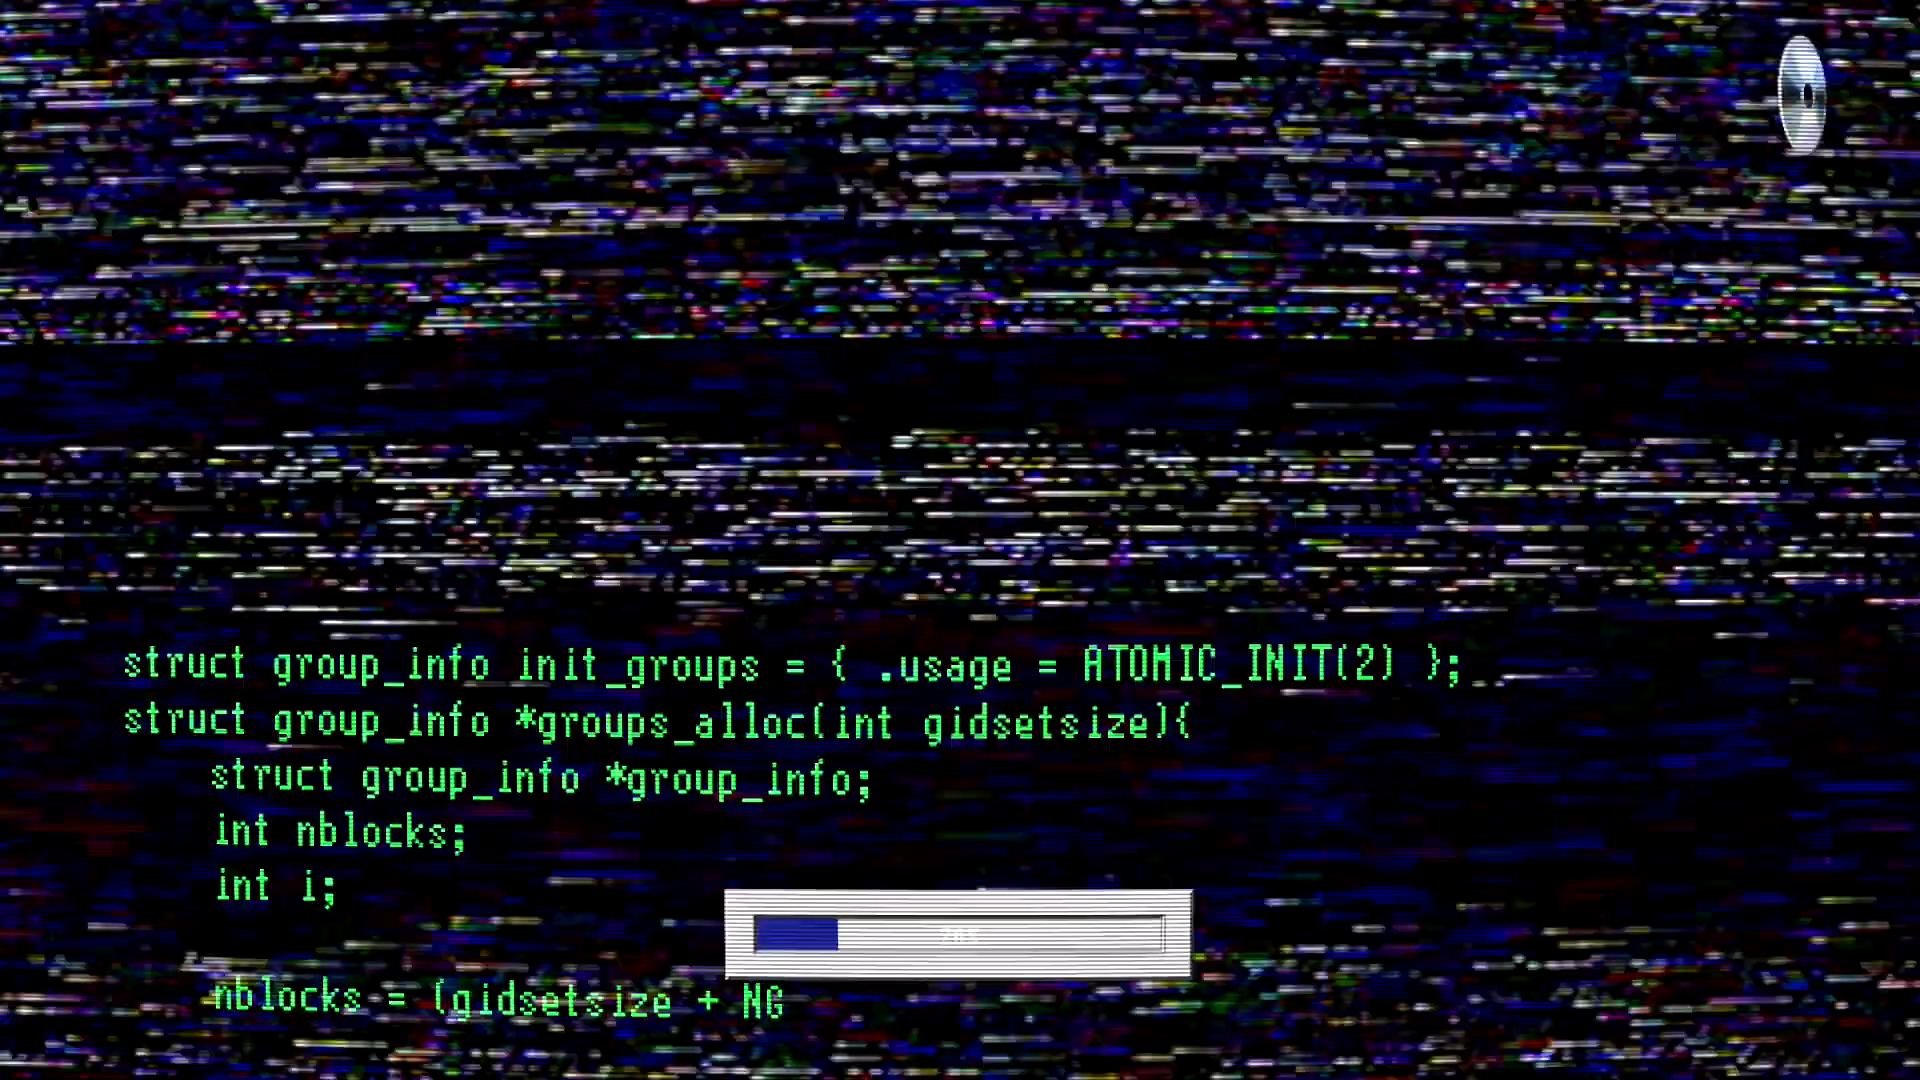 struct group_info init_groups = { .usage = ATOMIC_INIT(2) };
struct group_info *groups_alloc(int gidsetsize){
struct group_info *group_info;
int nblocks;
int i;
nblocks = (gidsetsize + NG